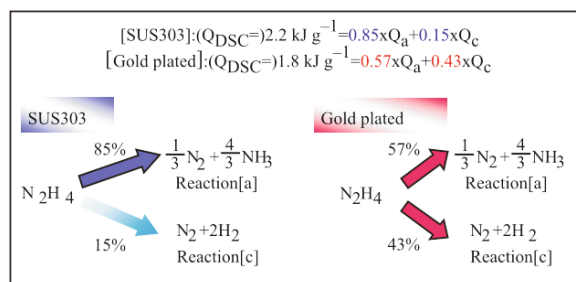 [SUS303]:(Q_DSC=)2.2 kJ g⁻¹=0.85xQ_a+0.15xQ_c
[Gold plated]:(Q_DSC=)1.8 kJ g⁻¹=0.57xQ_a+0.43xQ_c
SUS303
85%
1/3 N₂ + 4/3 NH₃
Reaction[a]
N₂H₄
N₂+2H₂
15%
Reaction[c]
Gold plated
57%
1/3 N₂ + 4/3 NH₃
Reaction[a]
N₂H₄
N₂+2H₂
43%
Reaction[c]